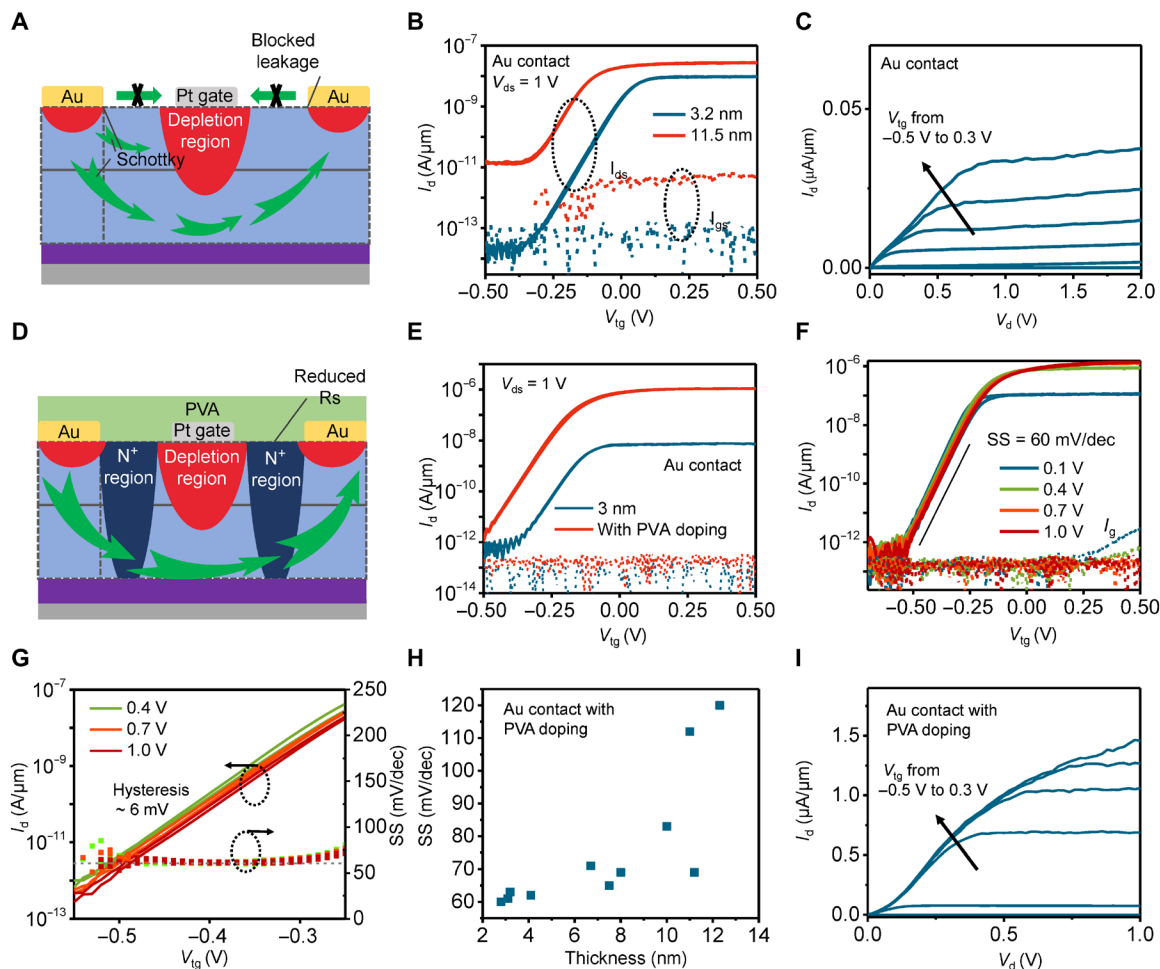 A
Blocked
leakage
Au
Pt gate
Au
Depletion
region
Schottky
B
10⁻⁷
10⁻⁹
10⁻¹¹
10⁻¹³
I_d (A/μm)
Au contact
V_ds = 1 V
3.2 nm
11.5 nm
I_ds
I_gs
−0.50
−0.25
0.00
0.25
0.50
V_tg (V)
C
Au contact
0.05
0.00
I_d (μA/μm)
V_tg from
−0.5 V to 0.3 V
0.0
0.5
1.0
1.5
2.0
V_d (V)
D
Reduced
Rs
PVA
Au
Pt gate
Au
N⁺
region
Depletion
region
N⁺
region
E
10⁻⁴
10⁻⁶
10⁻⁸
10⁻¹⁰
10⁻¹²
10⁻¹⁴
I_d (A/μm)
V_ds = 1 V
Au contact
3 nm
With PVA doping
−0.50
−0.25
0.00
0.25
0.50
V_tg (V)
F
10⁻⁶
10⁻⁸
10⁻¹⁰
10⁻¹²
I_d (A/μm)
SS = 60 mV/dec
0.1 V
0.4 V
0.7 V
1.0 V
I_g
−0.50
−0.25
0.00
0.25
0.50
V_tg (V)
G
10⁻⁷
10⁻⁹
10⁻¹¹
10⁻¹³
I_d (A/μm)
0.4 V
0.7 V
1.0 V
Hysteresis
~ 6 mV
250
200
150
100
50
0
SS (mV/dec)
−0.5
−0.4
−0.3
V_tg (V)
H
Au contact with
PVA doping
120
110
100
90
80
70
60
SS (mV/dec)
2
4
6
8
10
12
14
Thickness (nm)
I
Au contact with
PVA doping
1.5
1.0
0.5
0.0
I_d (μA/μm)
V_tg from
−0.5 V to 0.3 V
0.0
0.5
1.0
V_d (V)